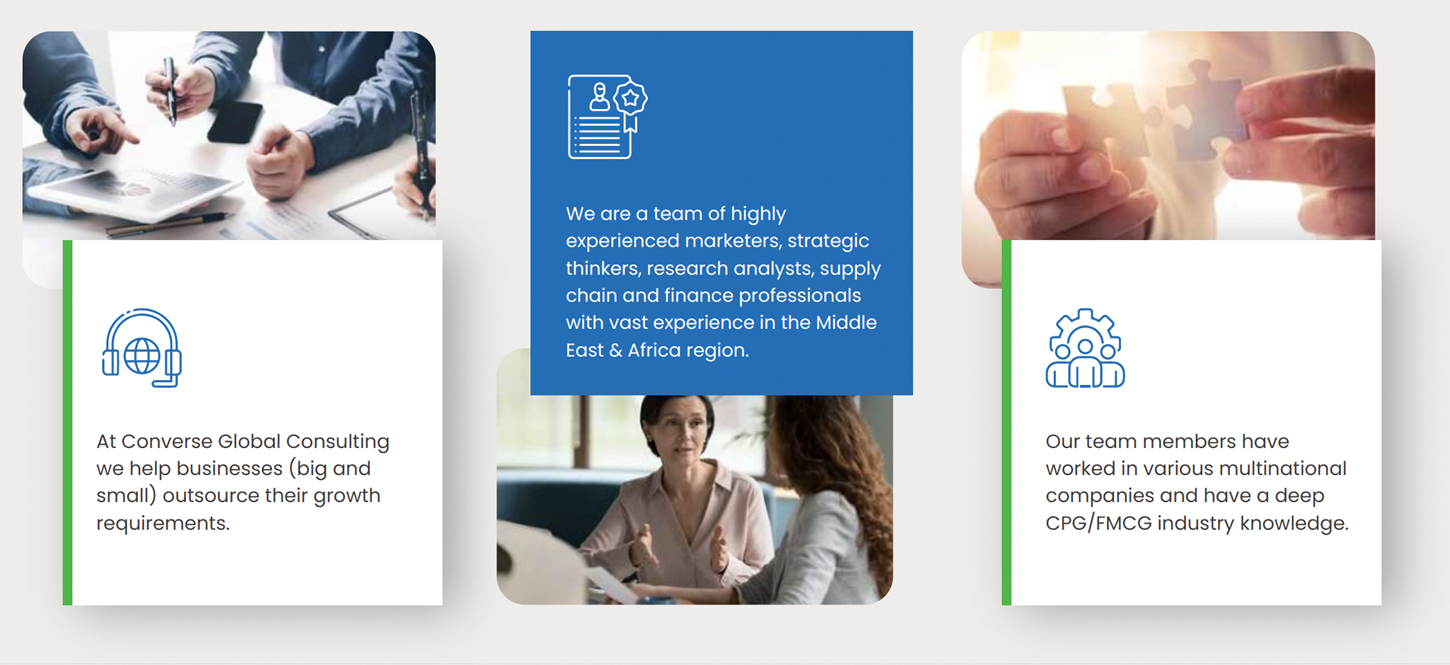 At Converse Global Consulting
we help businesses (big and
small) outsource their growth
requirements.
We are a team of highly
experienced marketers, strategic
thinkers, research analysts, supply
chain and finance professionals
with vast experience in the Middle
East & Africa region.
Our team members have
worked in various multinational
companies and have a deep
CPG/FMCG industry knowledge.